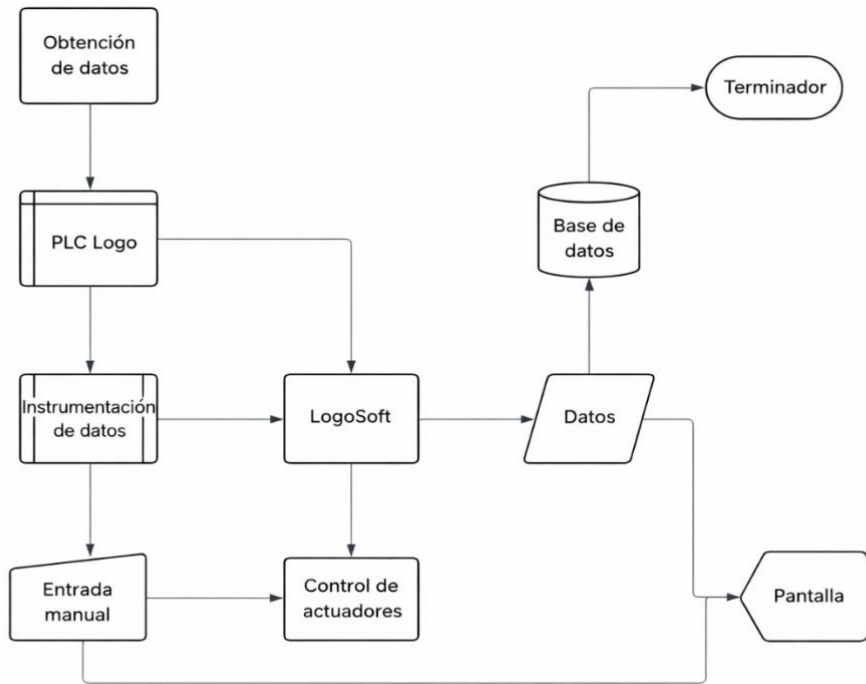 Obtención
de datos
Terminador
PLC Logo
Base de
datos
Instrumentación
de datos
LogoSoft
Datos
Entrada
manual
Control de
actuadores
Pantalla